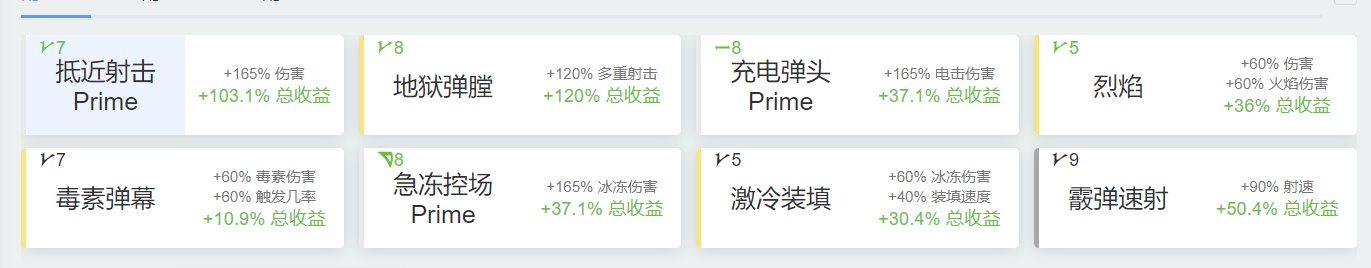 7
抵近射击
Prime
+165% 伤害
+103.1% 总收益
8
地狱弹膛
+120% 多重射击
+120% 总收益
8
充电弹头
Prime
+165% 电击伤害
+37.1% 总收益
5
烈焰
+60% 伤害
+60% 火焰伤害
+36% 总收益
7
毒素弹幕
+60% 毒素伤害
+60% 触发几率
+10.9% 总收益
8
急冻控场
Prime
+165% 冰冻伤害
+37.1% 总收益
5
激冷装填
+60% 冰冻伤害
+40% 装填速度
+30.4% 总收益
9
霰弹速射
+90% 射速
+50.4% 总收益